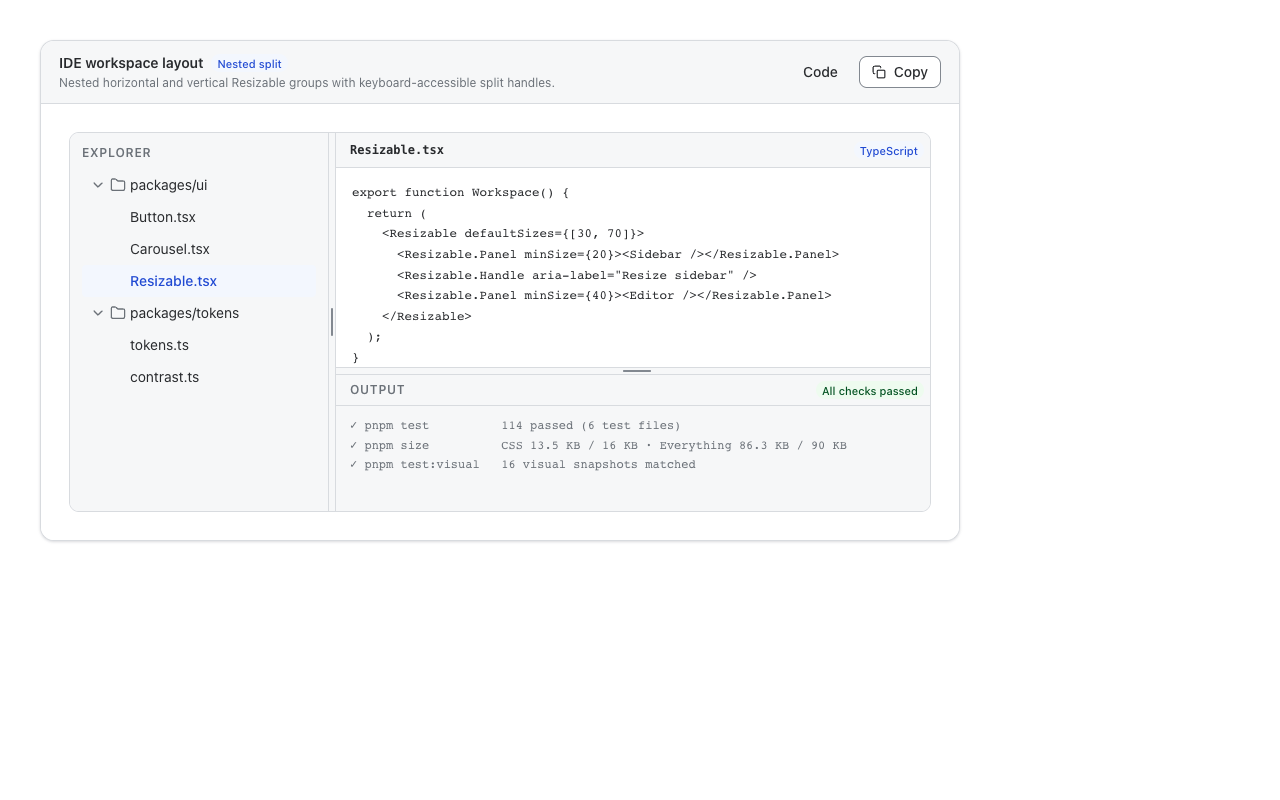 IDE workspace layout Nested split
Nested horizontal and vertical Resizable groups with keyboard-accessible split handles.
Code Copy
EXPLORER
packages/ui
Button.tsx
Carousel.tsx
Resizable.tsx
packages/tokens
tokens.ts
contrast.ts
Resizable.tsx TypeScript
export function Workspace() {
  return (
    <Resizable defaultSizes={[30, 70]}>
      <Resizable.Panel minSize={20}><Sidebar /></Resizable.Panel>
      <Resizable.Handle aria-label="Resize sidebar" />
      <Resizable.Panel minSize={40}><Editor /></Resizable.Panel>
    </Resizable>
  );
}
OUTPUT All checks passed
✓ pnpm test 114 passed (6 test files)
✓ pnpm size CSS 13.5 KB / 16 KB · Everything 86.3 KB / 90 KB
✓ pnpm test:visual 16 visual snapshots matched